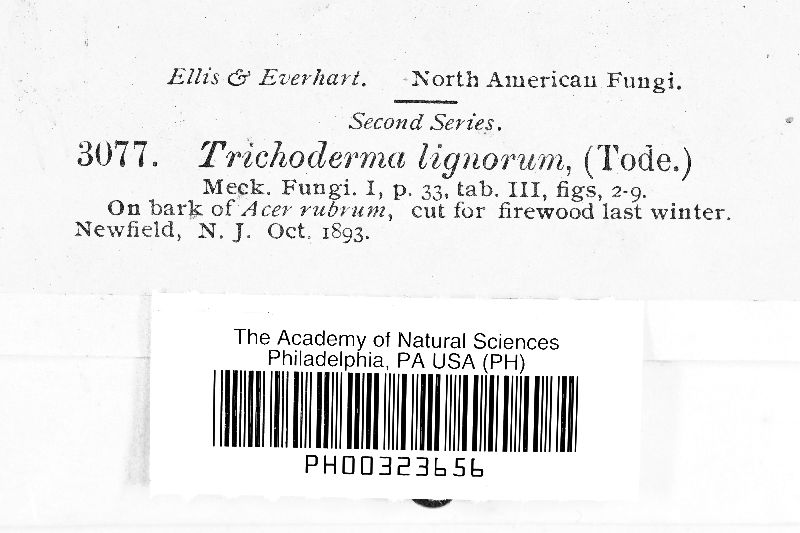 Ellis & Everhart. North American Fungi.
Second Series.
3077. Trichoderma lignorum, (Tode.)
Meck. Fungi. I, p. 33, tab. III, figs, 2-9.
On bark of Acer rubrum, cut for firewood last winter.
Newfield, N. J. Oct. 1893.
The Academy of Natural Sciences
Philadelphia, PA USA (PH)
PH00323656